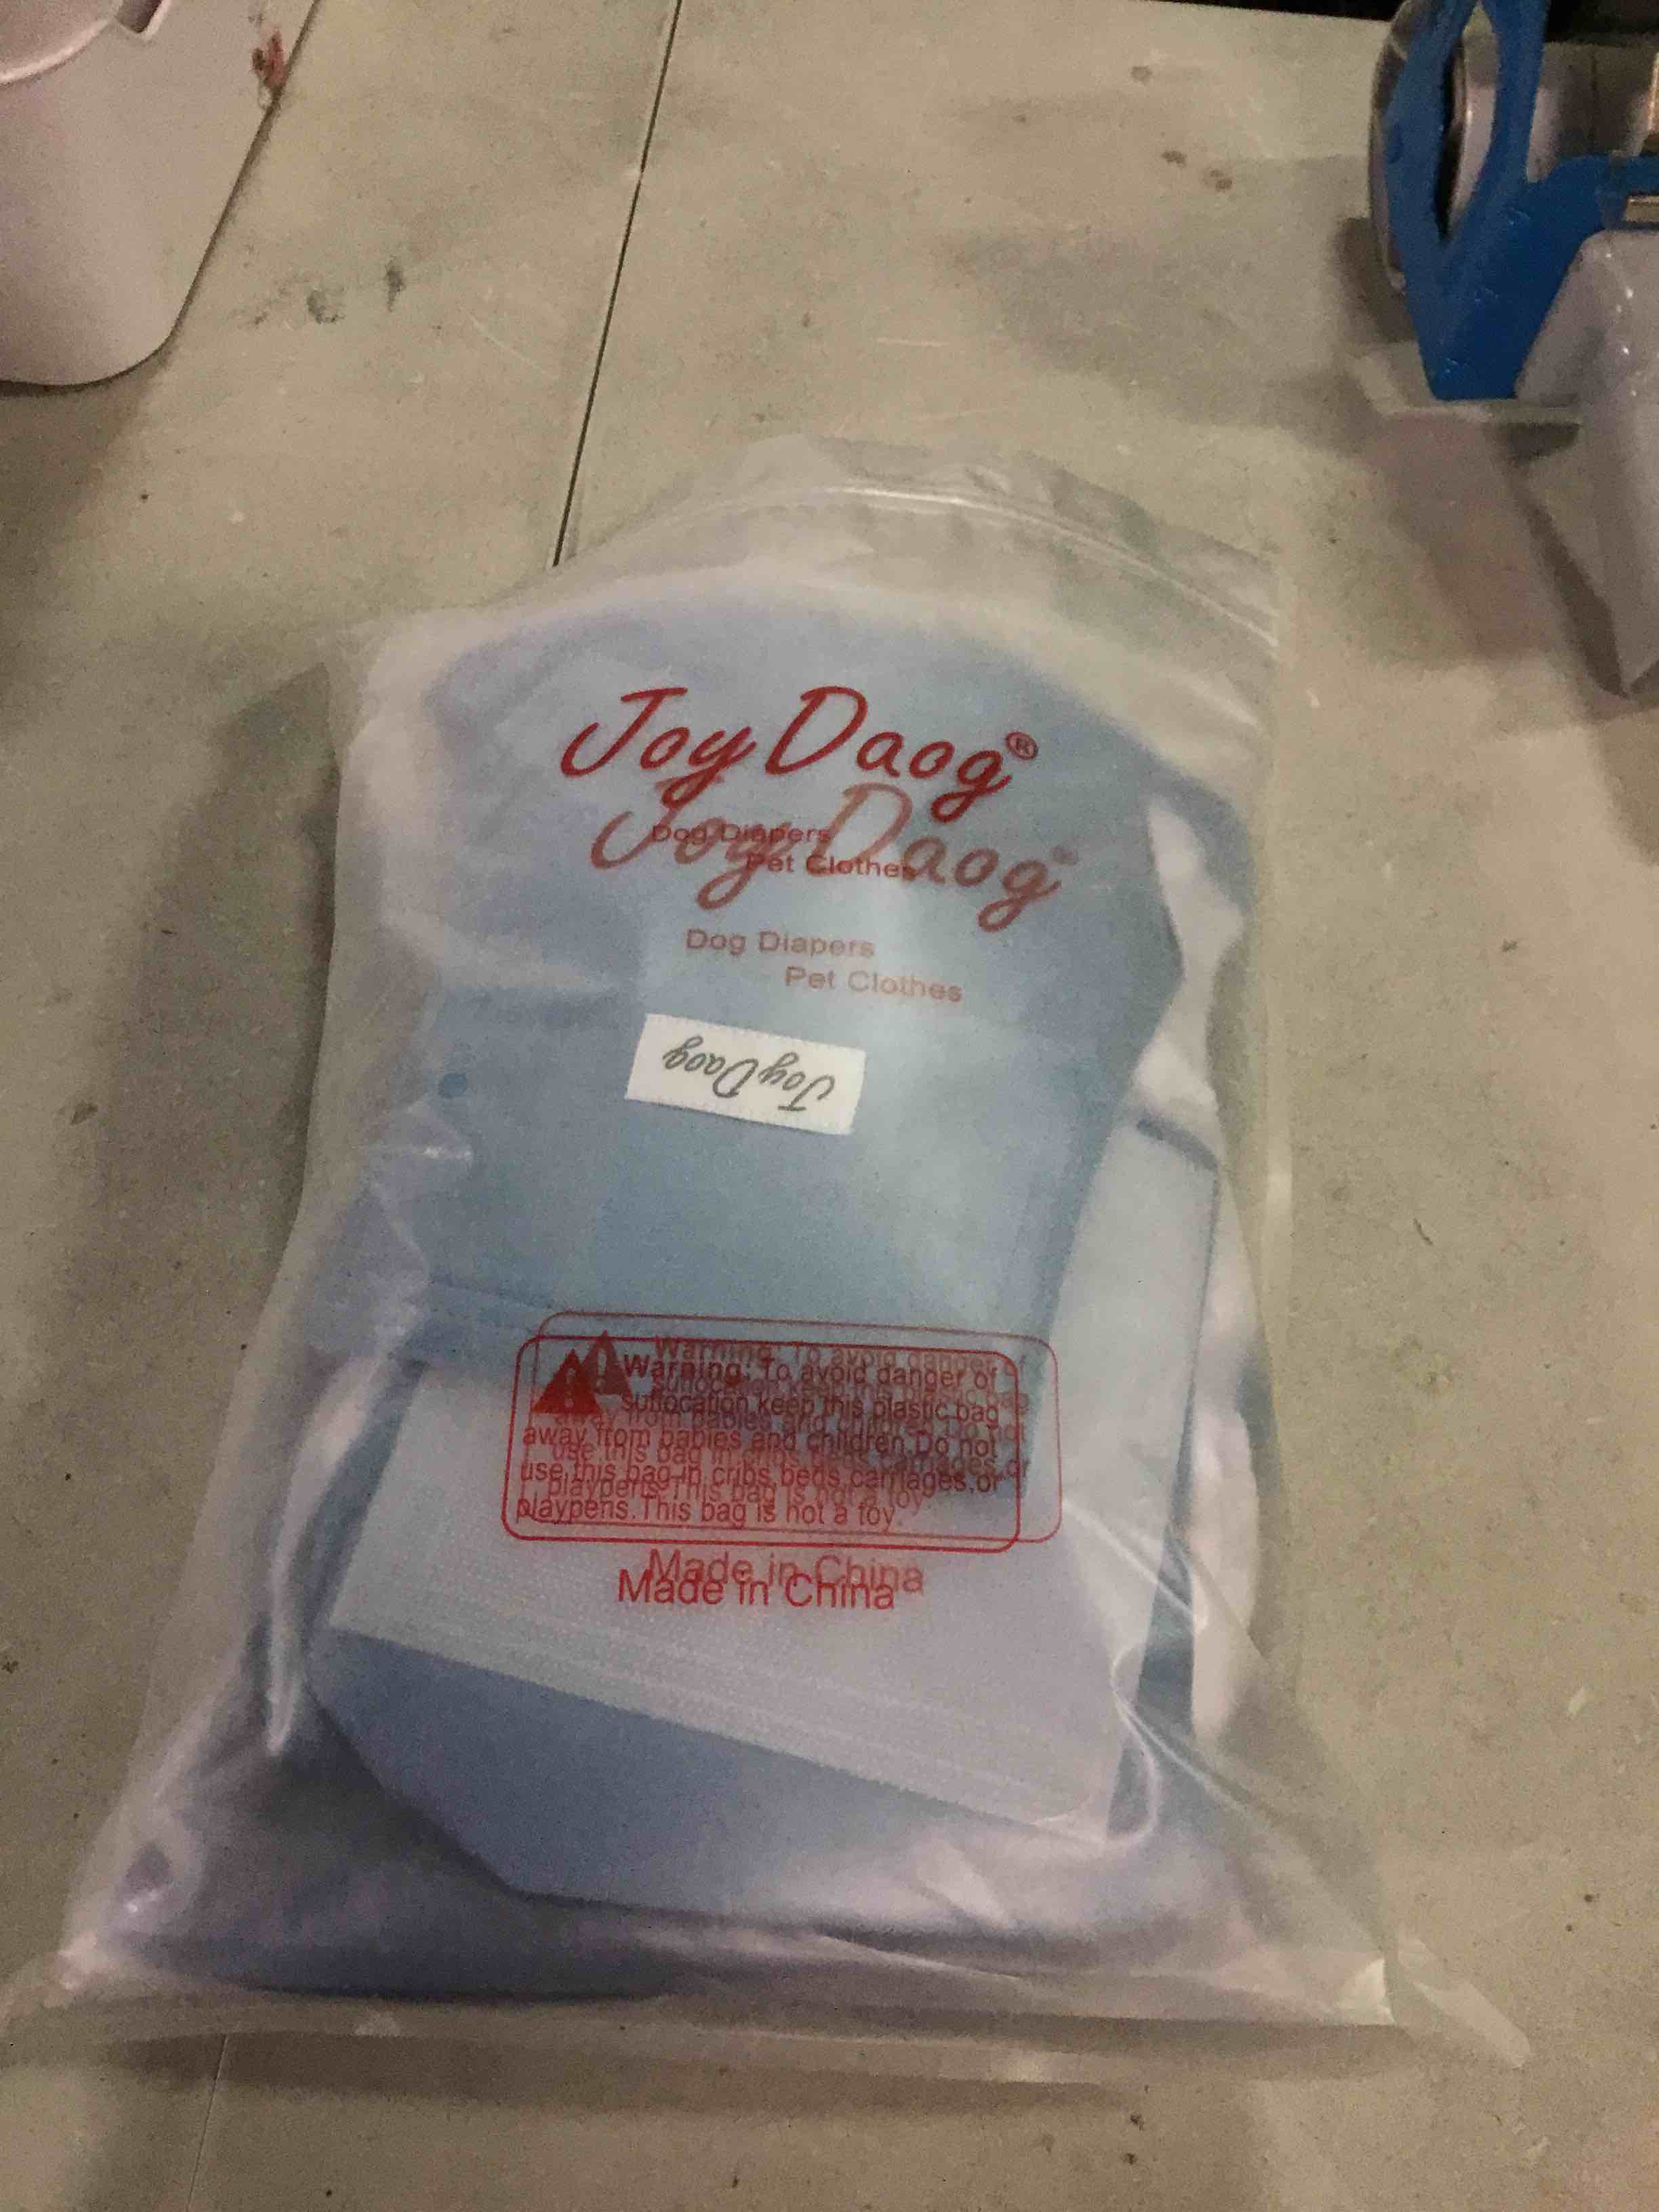 JoyDaog®
JoyDaog
Dog Diapers
Pet Clothes
Dog Diapers
Pet Clothes
JoyDaog
Warning: To avoid danger of
Warning: To avoid danger of
suffocation keep this plastic bag
suffocation keep this plastic bag
away from babies and children.Do not
away from babies and children.Do not
use this bag in cribs,beds,carriages,or
use this bag in cribs,beds,carriages,or
playpens.This bag is not a toy.
playpens.This bag is not a toy.
Made in China
Made in China